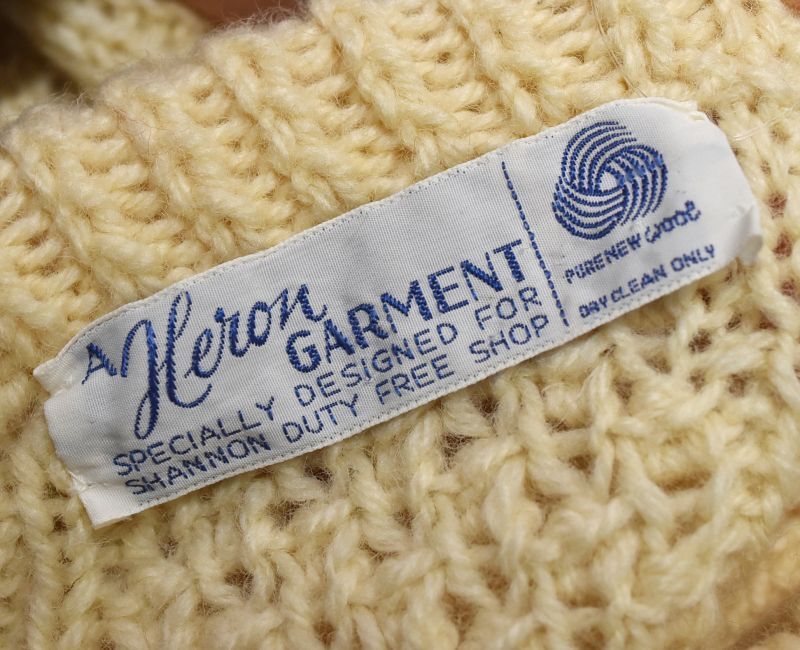 A Heron
GARMENT
SPECIALLY DESIGNED FOR
SHANNON DUTY FREE SHOP
PURE NEW WOOL
DRY CLEAN ONLY